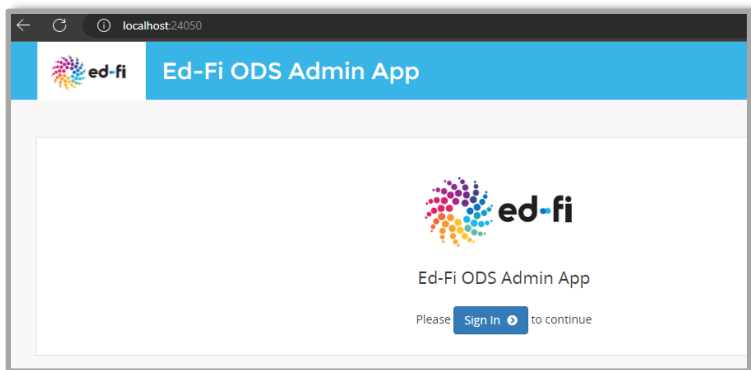 localhost:24050
ed-fi Ed-Fi ODS Admin App
ed-fi
Ed-Fi ODS Admin App
Please Sign In to continue